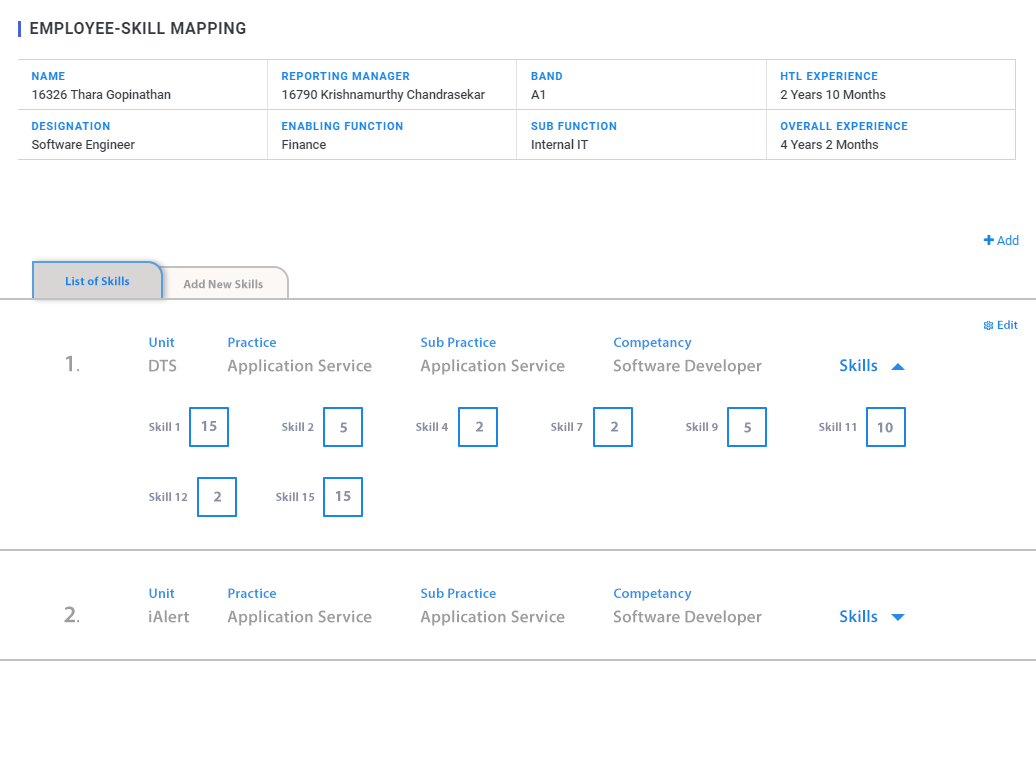 EMPLOYEE-SKILL MAPPING
NAME REPORTING MANAGER BAND HTL EXPERIENCE
16326 Thara Gopinathan 16790 Krishnamurthy Chandrasekar A1 2 Years 10 Months
DESIGNATION ENABLING FUNCTION SUB FUNCTION OVERALL EXPERIENCE
Software Engineer Finance Internal IT 4 Years 2 Months
Add
List of Skills Add New Skills
Edit
Unit Practice Sub Practice Competancy
1. DTS Application Service Application Service Software Developer Skills
Skill 1 15 Skill 2 5 Skill 4 2 Skill 7 2 Skill 9 5 Skill 11 10
Skill 12 2 Skill 15 15
Unit Practice Sub Practice Competancy
2. iAlert Application Service Application Service Software Developer Skills